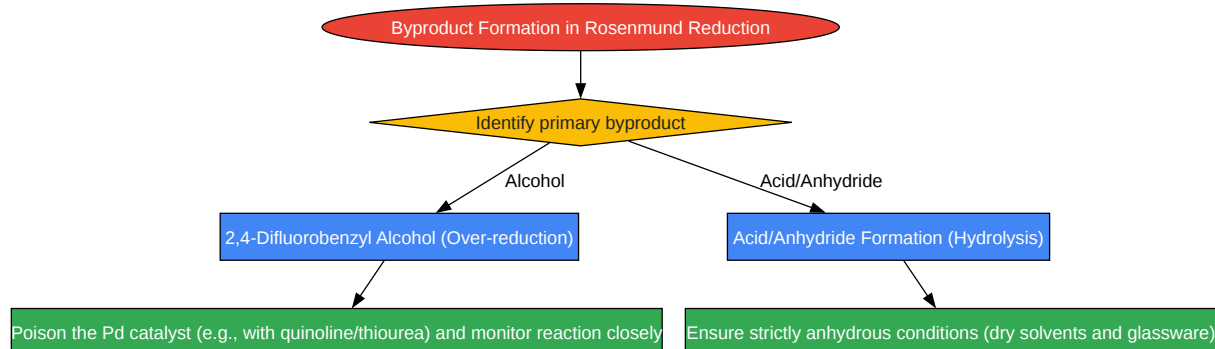 Byproduct Formation in Rosenmund Reduction
Identify primary byproduct
Alcohol
Acid/Anhydride
2,4-Difluorobenzyl Alcohol (Over-reduction)
Acid/Anhydride Formation (Hydrolysis)
Poison the Pd catalyst (e.g., with quinoline/thiourea) and monitor reaction closely
Ensure strictly anhydrous conditions (dry solvents and glassware)